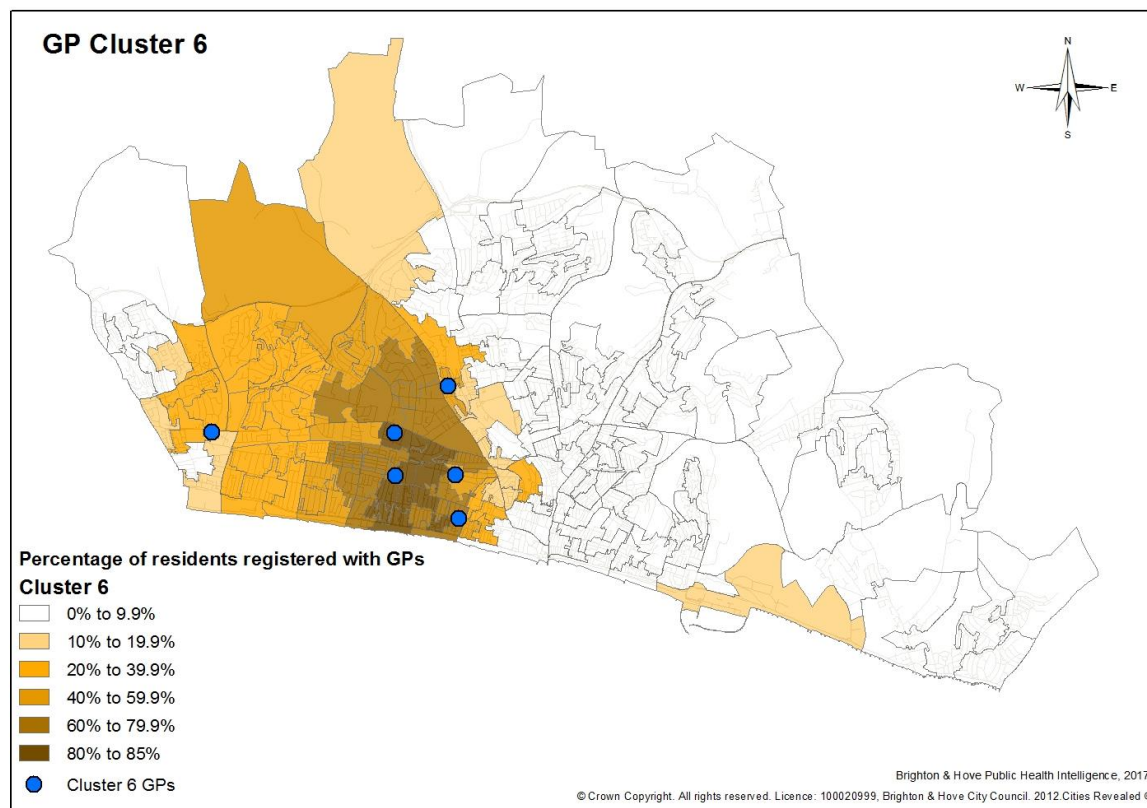 GP Cluster 6
N
W E
S
Percentage of residents registered with GPs
Cluster 6
0% to 9.9%
10% to 19.9%
20% to 39.9%
40% to 59.9%
60% to 79.9%
80% to 85%
Cluster 6 GPs
Brighton & Hove Public Health Intelligence, 2017
© Crown Copyright. All rights reserved. Licence: 100020999, Brighton & Hove City Council. 2012.Cities Revealed ©